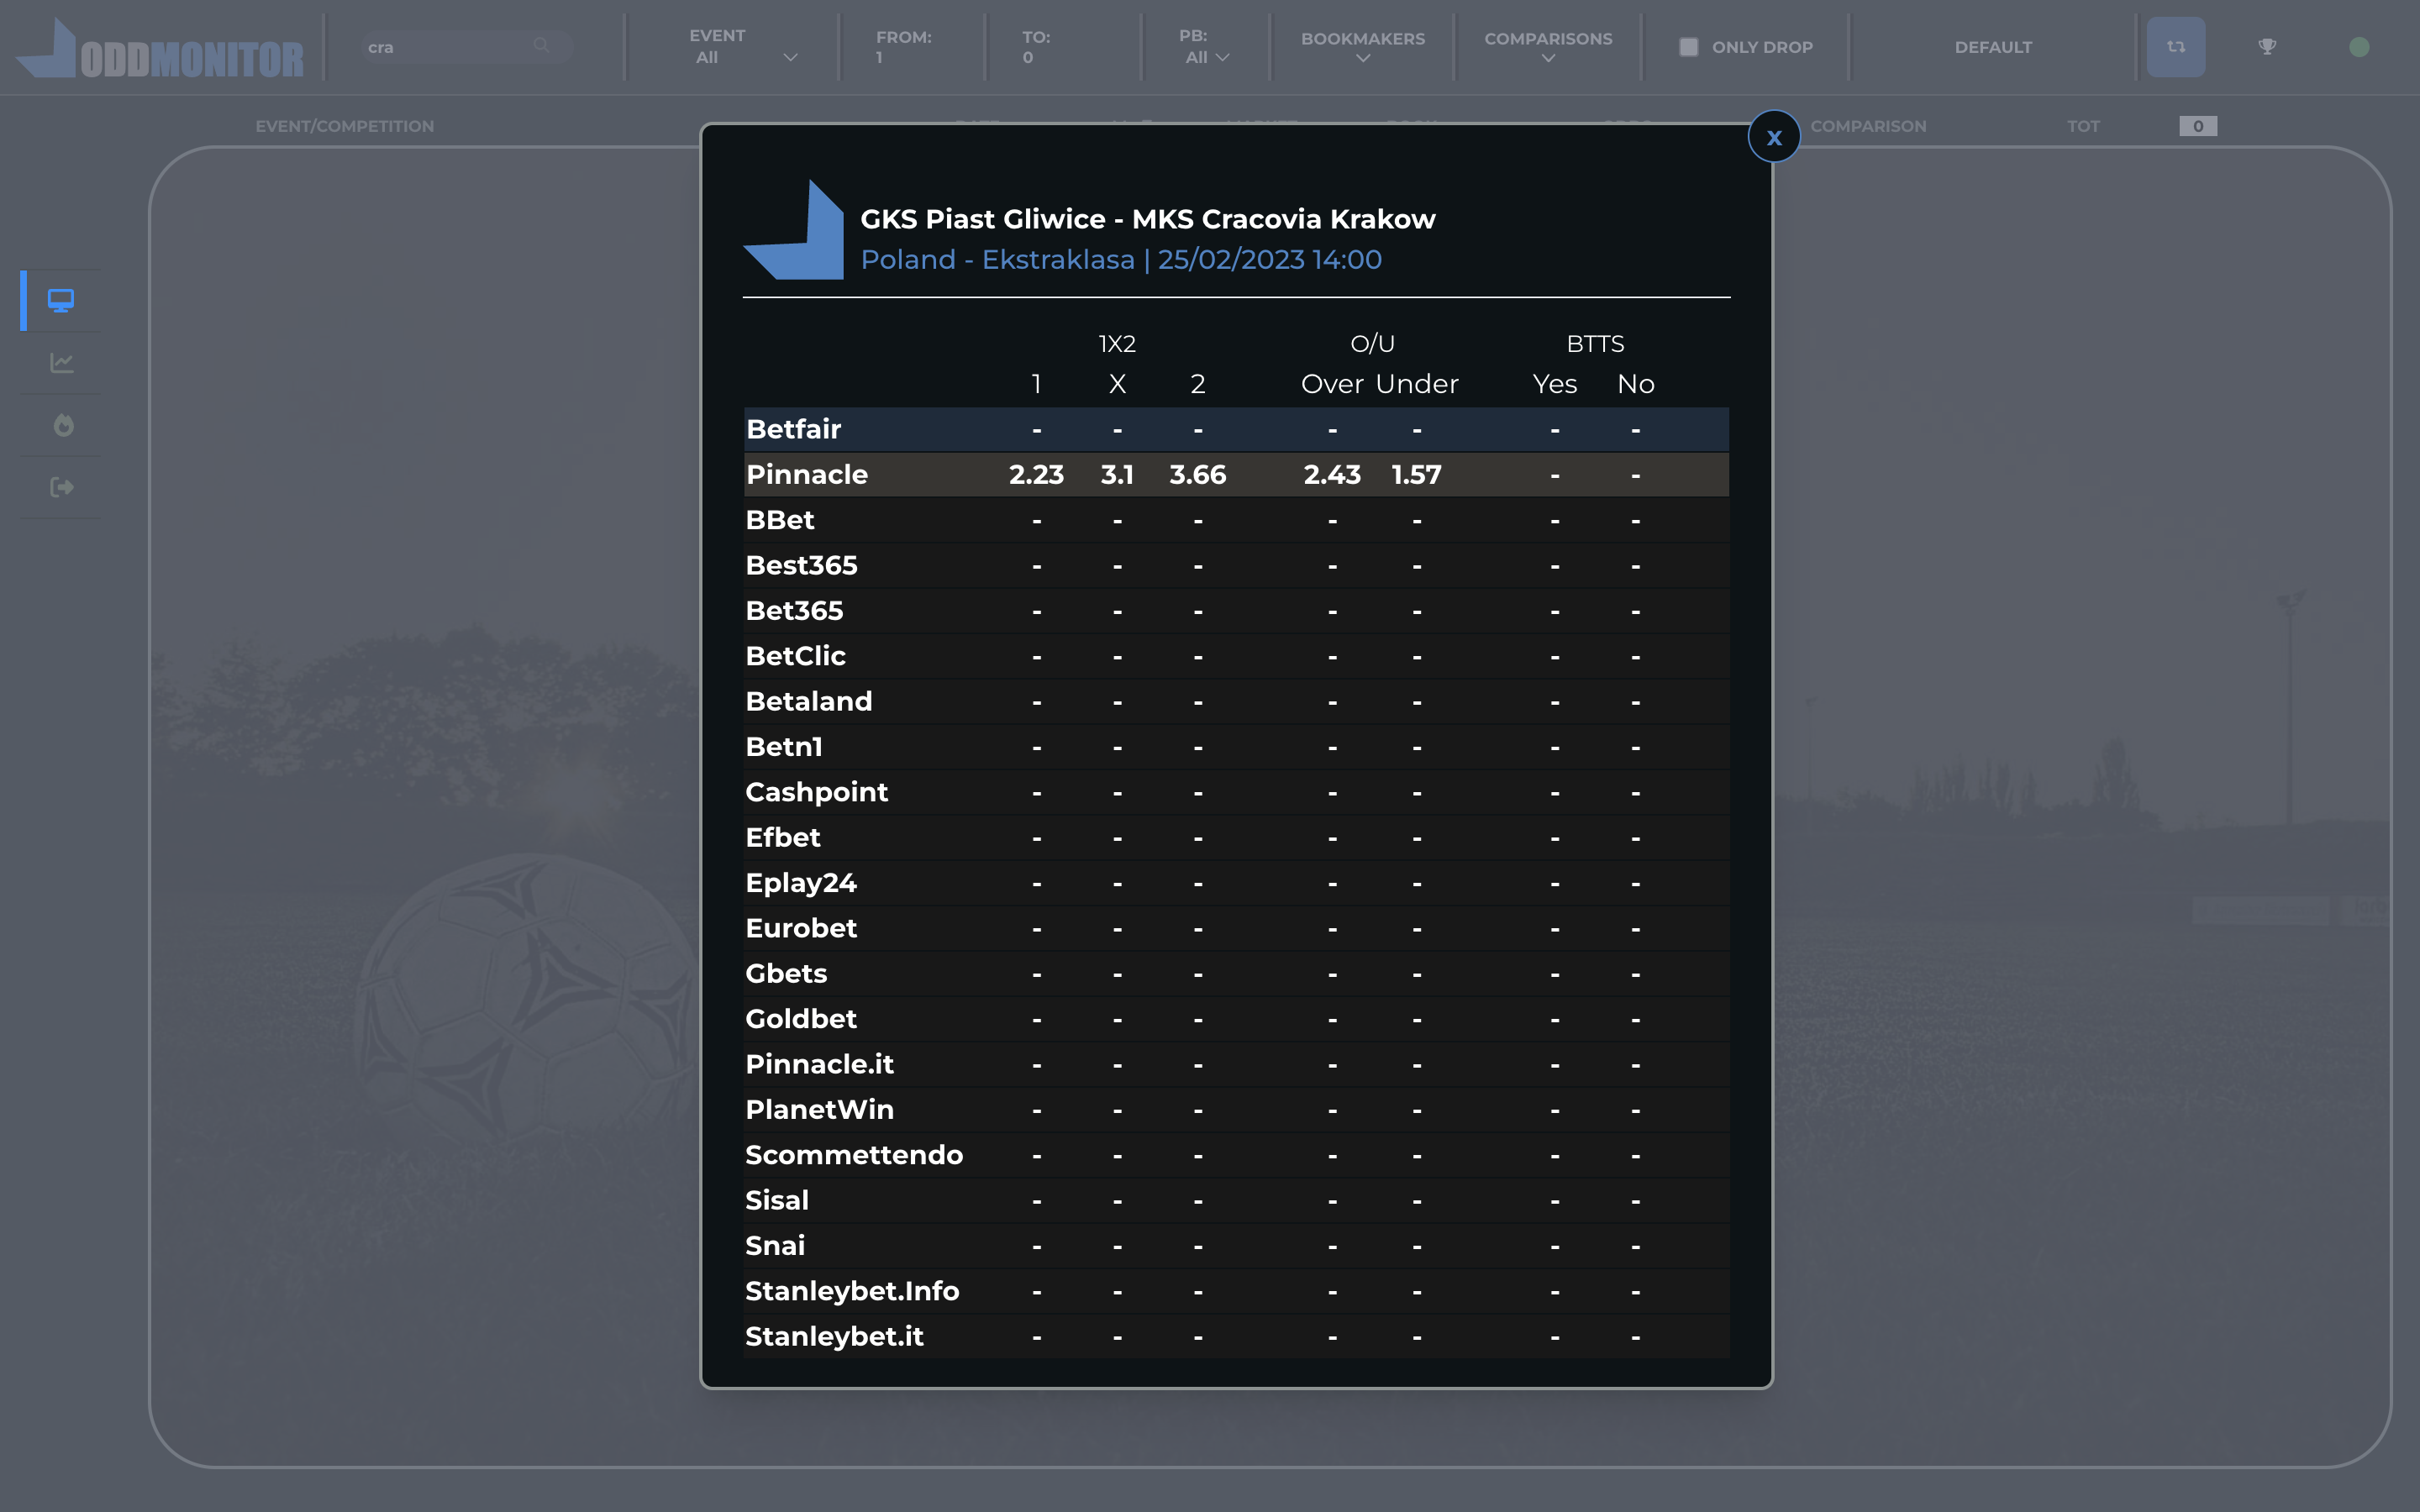 ODDMONITOR
cra
EVENT
All
FROM:
1
TO:
0
PB:
All
BOOKMAKERS
COMPARISONS
ONLY DROP
DEFAULT
EVENT/COMPETITION
COMPARISON
TOT
0
x
GKS Piast Gliwice - MKS Cracovia Krakow
Poland - Ekstraklasa | 25/02/2023 14:00
1X2 O/U BTTS
1 X 2 Over Under Yes No
Betfair - - - - - - -
Pinnacle 2.23 3.1 3.66 2.43 1.57 - -
BBet - - - - - - -
Best365 - - - - - - -
Bet365 - - - - - - -
BetClic - - - - - - -
Betaland - - - - - - -
Betn1 - - - - - - -
Cashpoint - - - - - - -
Efbet - - - - - - -
Eplay24 - - - - - - -
Eurobet - - - - - - -
Gbets - - - - - - -
Goldbet - - - - - - -
Pinnacle.it - - - - - - -
PlanetWin - - - - - - -
Scommettendo - - - - - - -
Sisal - - - - - - -
Snai - - - - - - -
Stanleybet.Info - - - - - - -
Stanleybet.it - - - - - - -